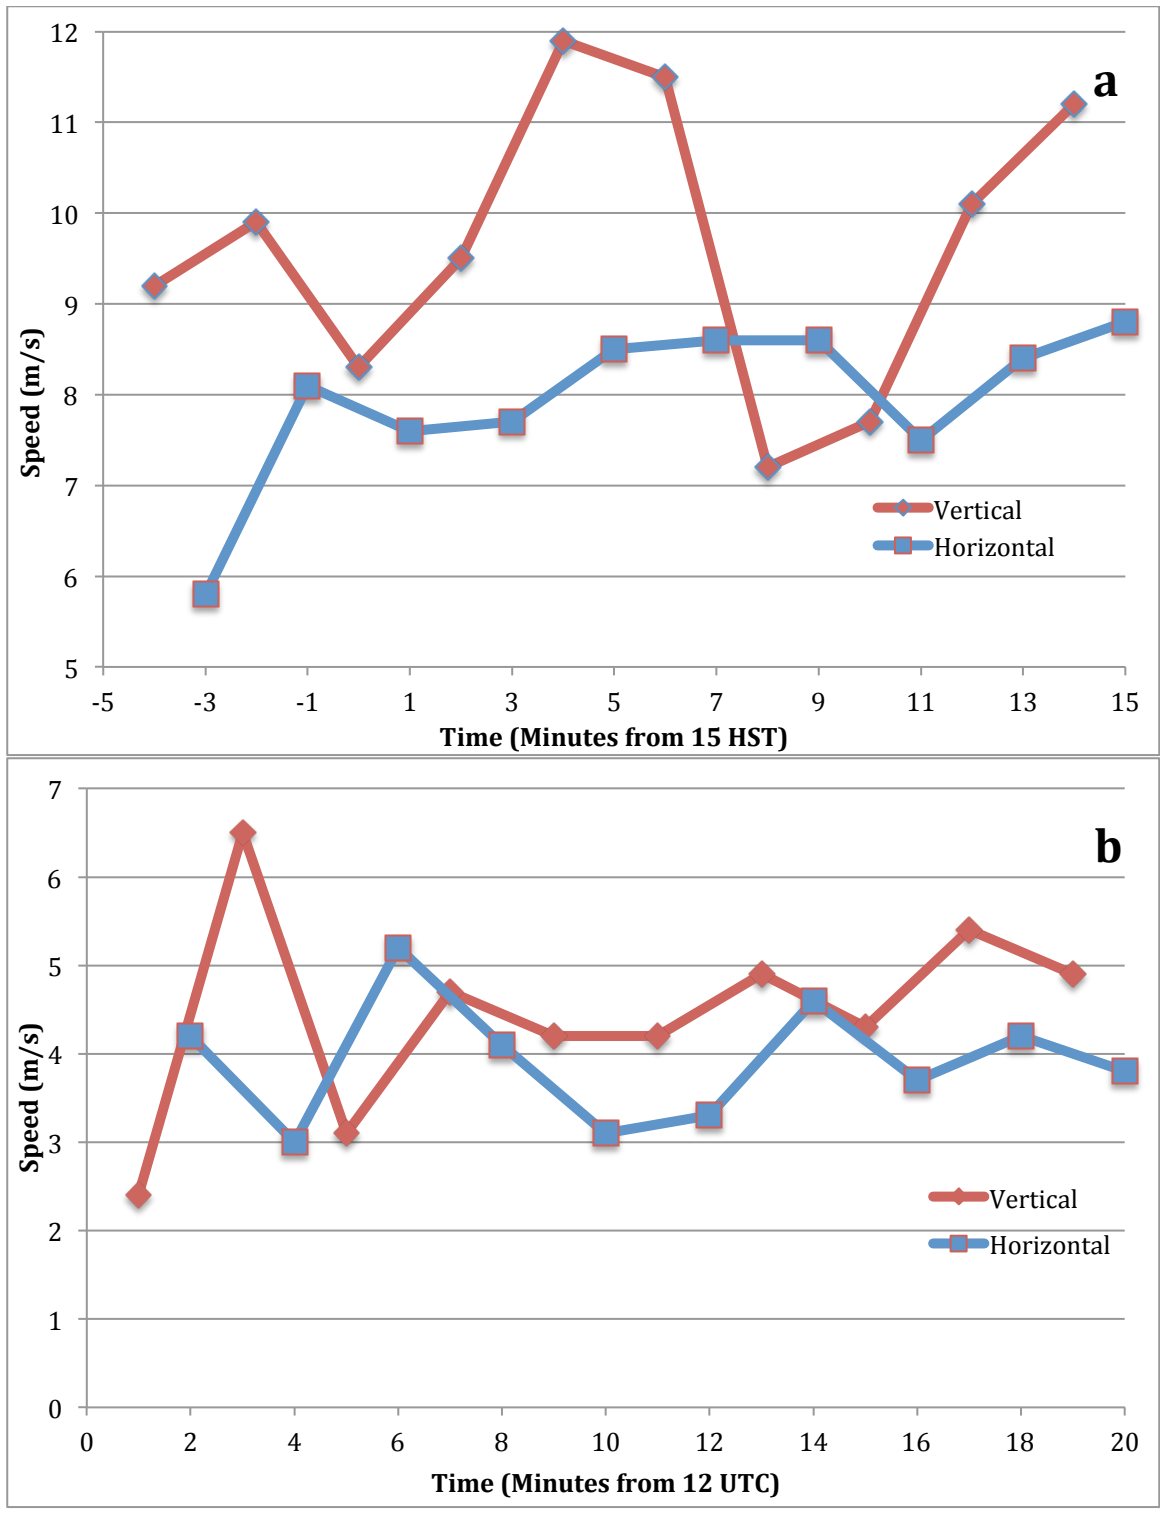 12
a
11
10
9
8
7
6
5
Speed (m/s)
Vertical
Horizontal
-5 -3 -1 1 3 5 7 9 11 13 15
Time (Minutes from 15 HST)
7
b
6
5
4
3
2
1
0
Speed (m/s)
Vertical
Horizontal
0 2 4 6 8 10 12 14 16 18 20
Time (Minutes from 12 UTC)